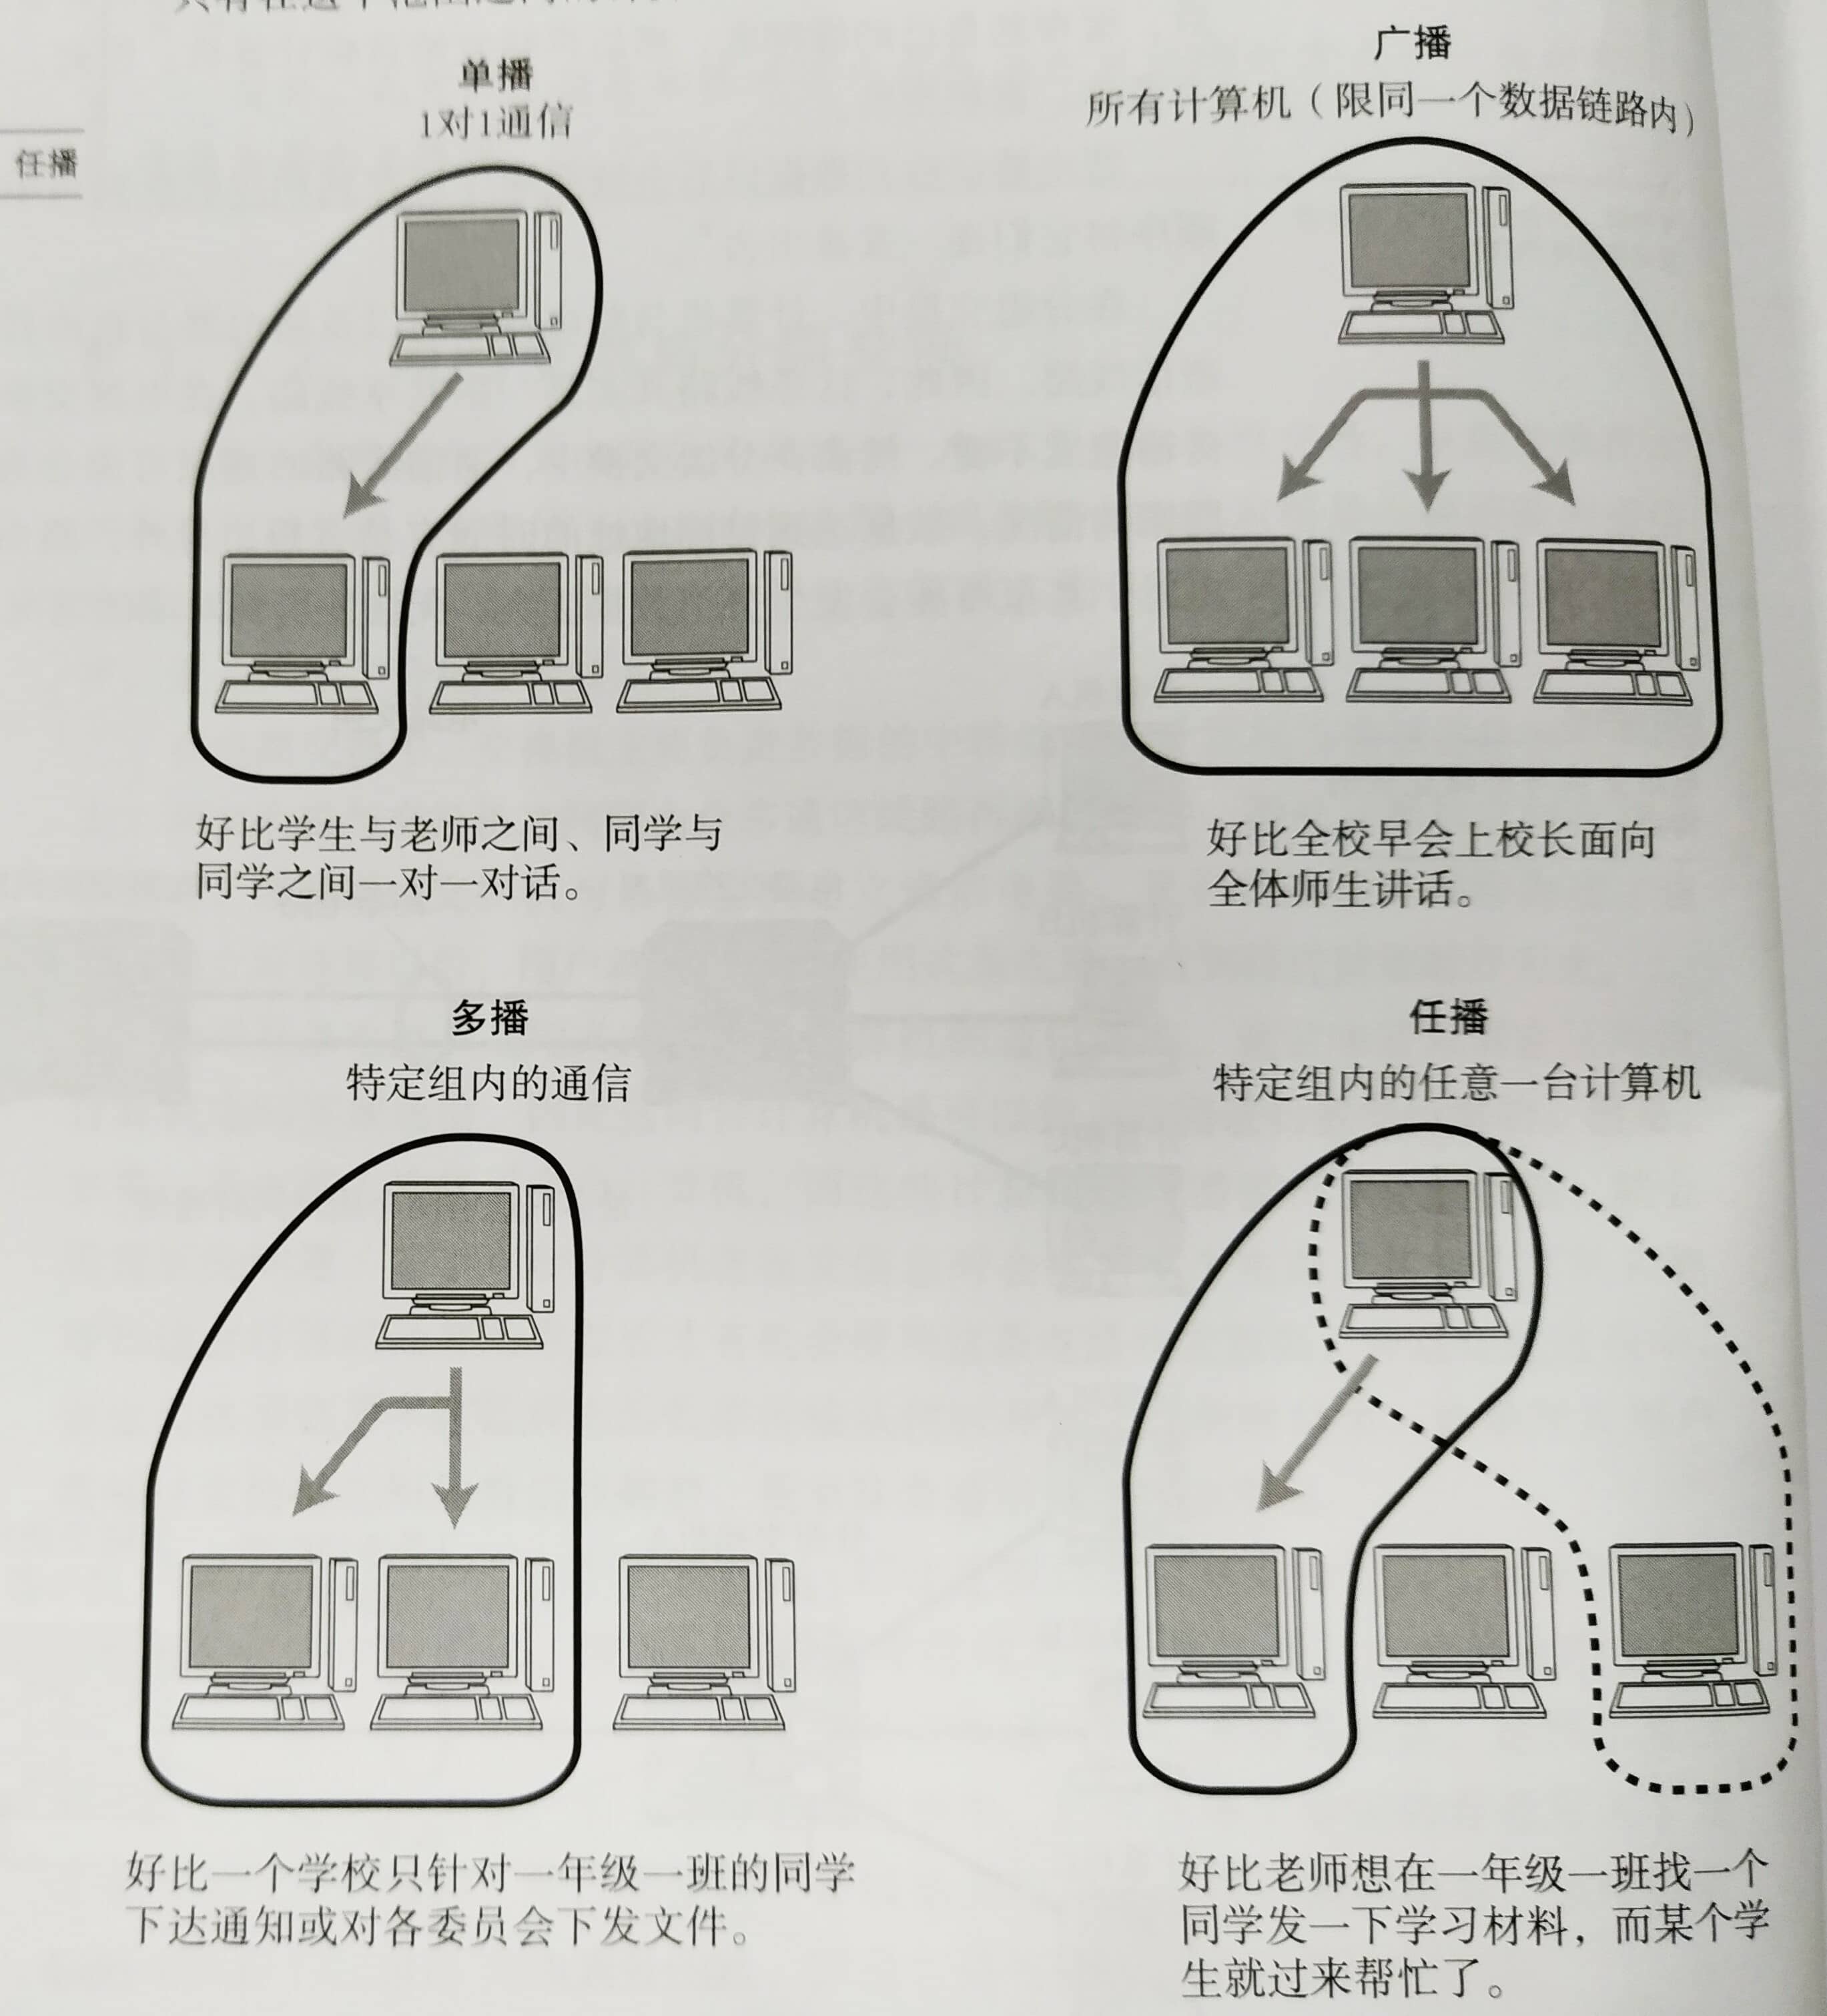 任播
单播
1对1通信
好比学生与老师之间、同学与
同学之间一对一对话。
广播
所有计算机（限同一个数据链路内）
好比全校早会上校长面向
全体师生讲话。
多播
特定组内的通信
好比一个学校只针对一年级一班的同学
下达通知或对各委员会下发文件。
任播
特定组内的任意一台计算机
好比老师想在一年级一班找一个
同学发一下学习材料，而某个学
生就过来帮忙了。